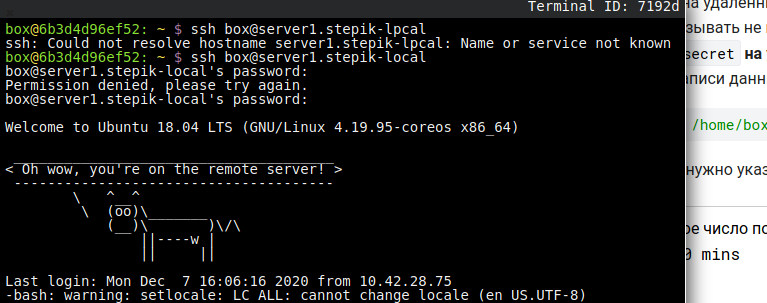 Terminal ID: 7192d
box@6b3d4d96ef52: ~ $ ssh box@server1.stepik-lpcal
ssh: Could not resolve hostname server1.stepik-lpcal: Name or service not known
box@6b3d4d96ef52: ~ $ ssh box@server1.stepik-local
box@server1.stepik-local's password:
Permission denied, please try again.
box@server1.stepik-local's password:
Welcome to Ubuntu 18.04 LTS (GNU/Linux 4.19.95-coreos x86_64)
 _____________________________________
< Oh wow, you're on the remote server! >
 --------------------------------------
        \   ^__^
         \  (oo)\_______
            (__)\       )\/\
                ||----w |
                ||     ||
Last login: Mon Dec  7 16:06:16 2020 from 10.42.28.75
-bash: warning: setlocale: LC_ALL: cannot change locale (en_US.UTF-8)
на удаленн
зывать не
secret на
аписи данн
/home/box
нужно указ
ое число по
0 mins